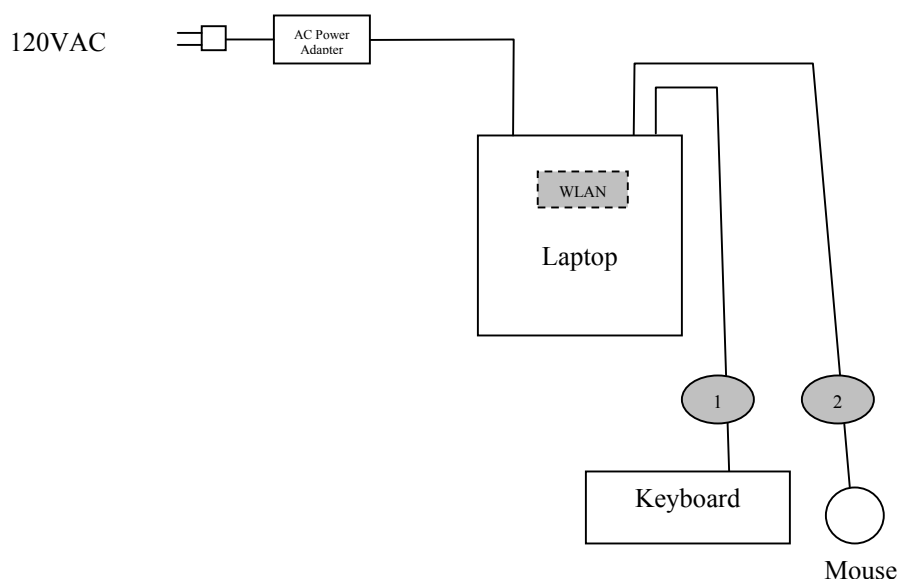 120VAC
AC Power
Adapter
WLAN
Laptop
1
2
Keyboard
Mouse